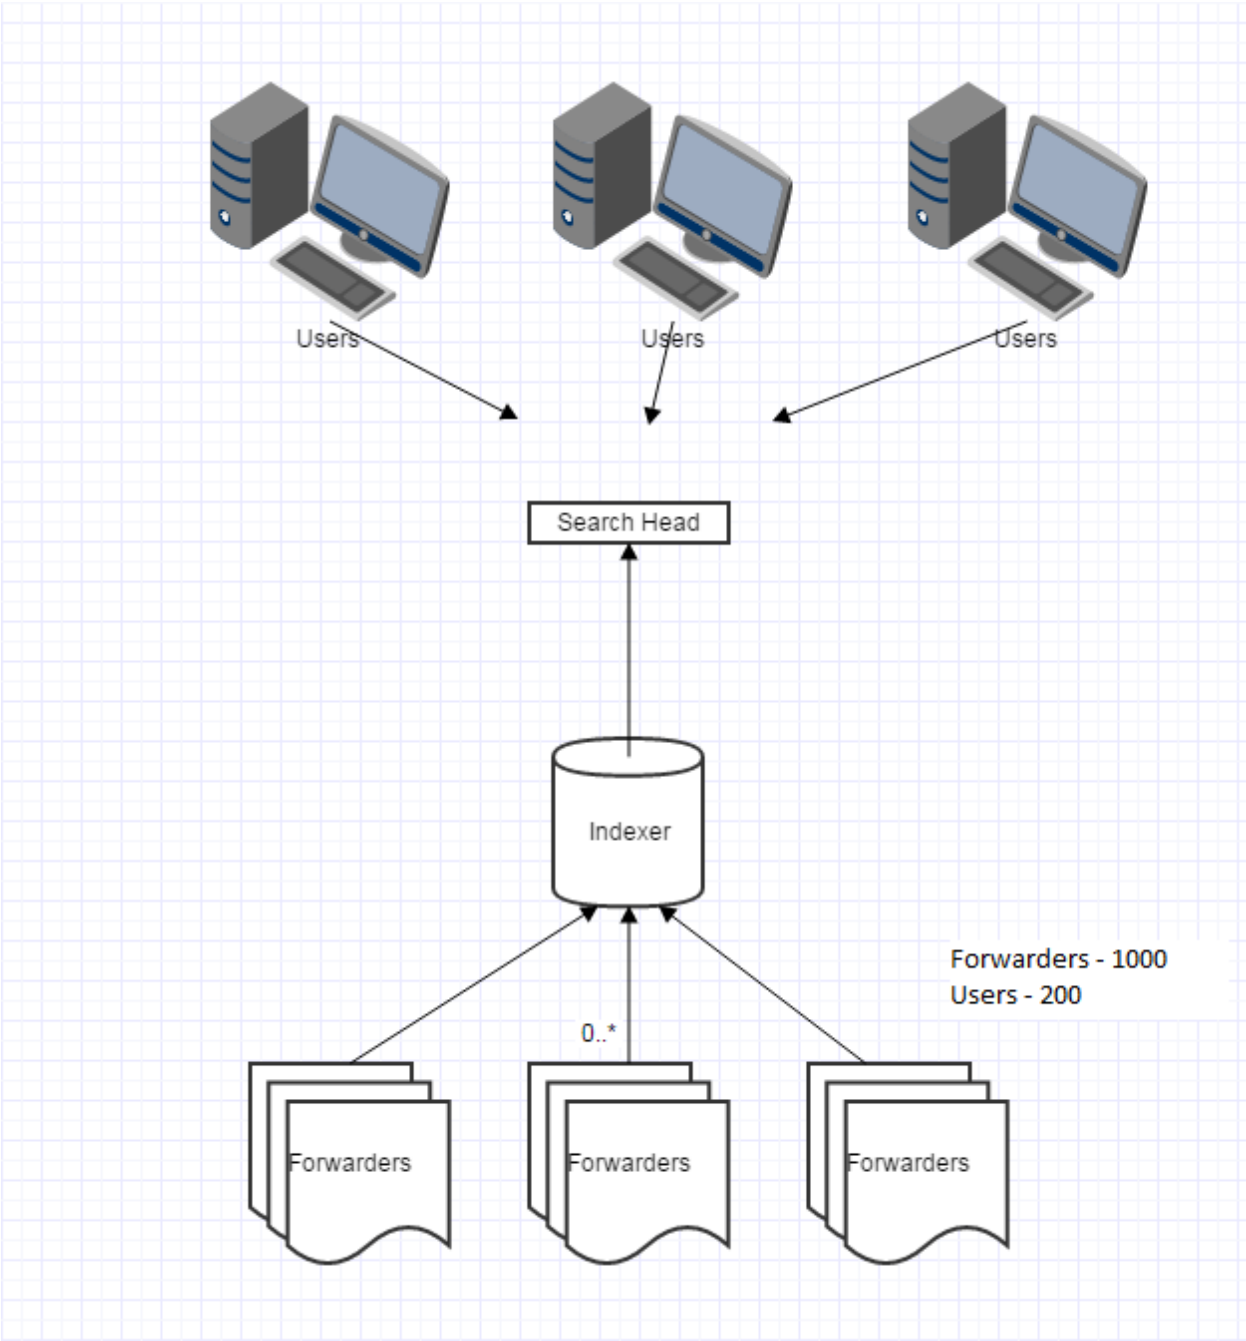 Users
Users
Users
Search Head
Indexer
Forwarders - 1000
Users - 200
0..*
Forwarders
Forwarders
Forwarders